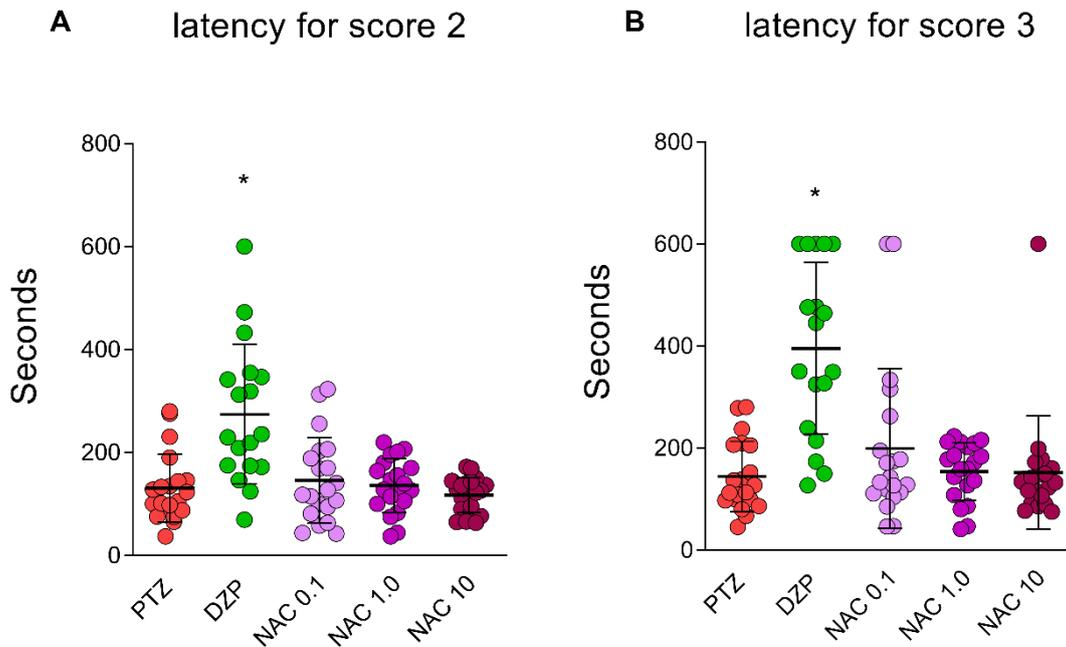 A latency for score 2
Seconds
800
*
600
400
200
0
PTZ
DZP
NAC 0.1
NAC 1.0
NAC 10
B latency for score 3
Seconds
800
*
600
400
200
0
PTZ
DZP
NAC 0.1
NAC 1.0
NAC 10